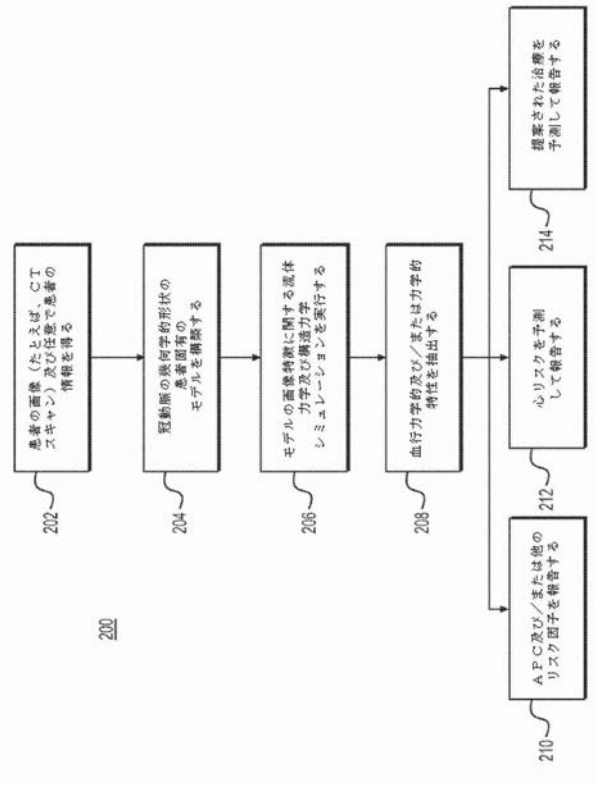 200
202
患者の画像（たとえば、ＣＴ
スキャン）及び任意で患者の
情報を得る
204
冠動脈の幾何学的形状の
患者固有の
モデルを構築する
206
モデルの画像特徴に関する流体
力学及び構造力学
シミュレーションを実行する
208
血行力学的及び／または力学的
特性を抽出する
210
ＡＰＣ及び／または他の
リスク因子を報告する
212
心リスクを予測
して報告する
214
提案された治療を
予測して報告する